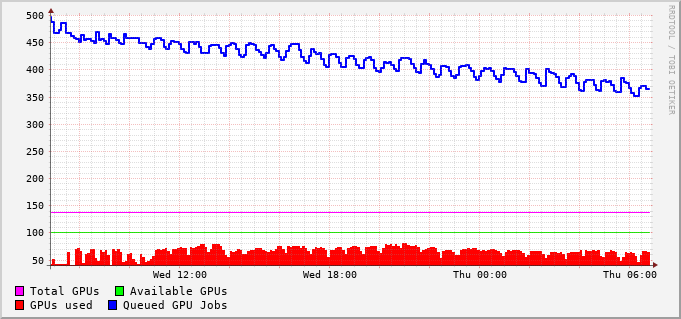 500
450
400
350
300
250
200
150
100
50
Wed 12:00 Wed 18:00 Thu 00:00 Thu 06:00
Total GPUs Available GPUs
GPUs used Queued GPU Jobs
RRDTOOL / TOBI OETIKER